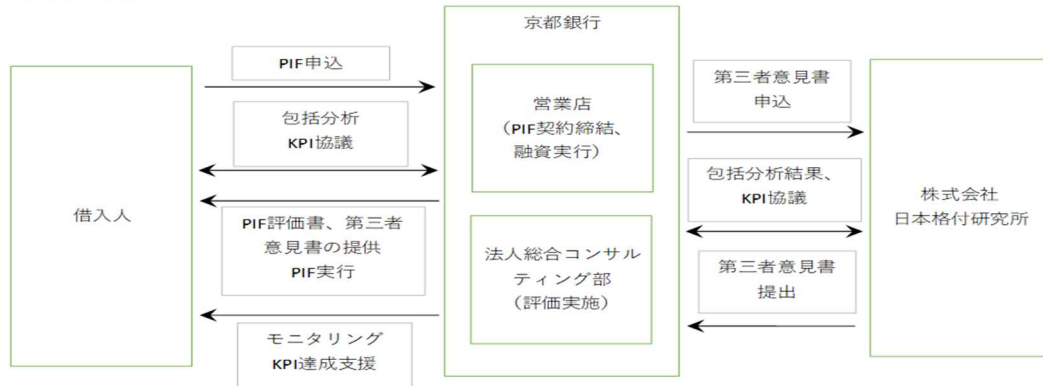 京都銀行
PIF申込
包括分析
KPI協議
借入人
PIF評価書、第三者
意見書の提供
PIF実行
モニタリング
KPI達成支援
営業店
（PIF契約締結、
融資実行）
法人総合コンサル
ティング部
（評価実施）
第三者意見書
申込
包括分析結果、
KPI協議
第三者意見書
提出
株式会社
日本格付研究所